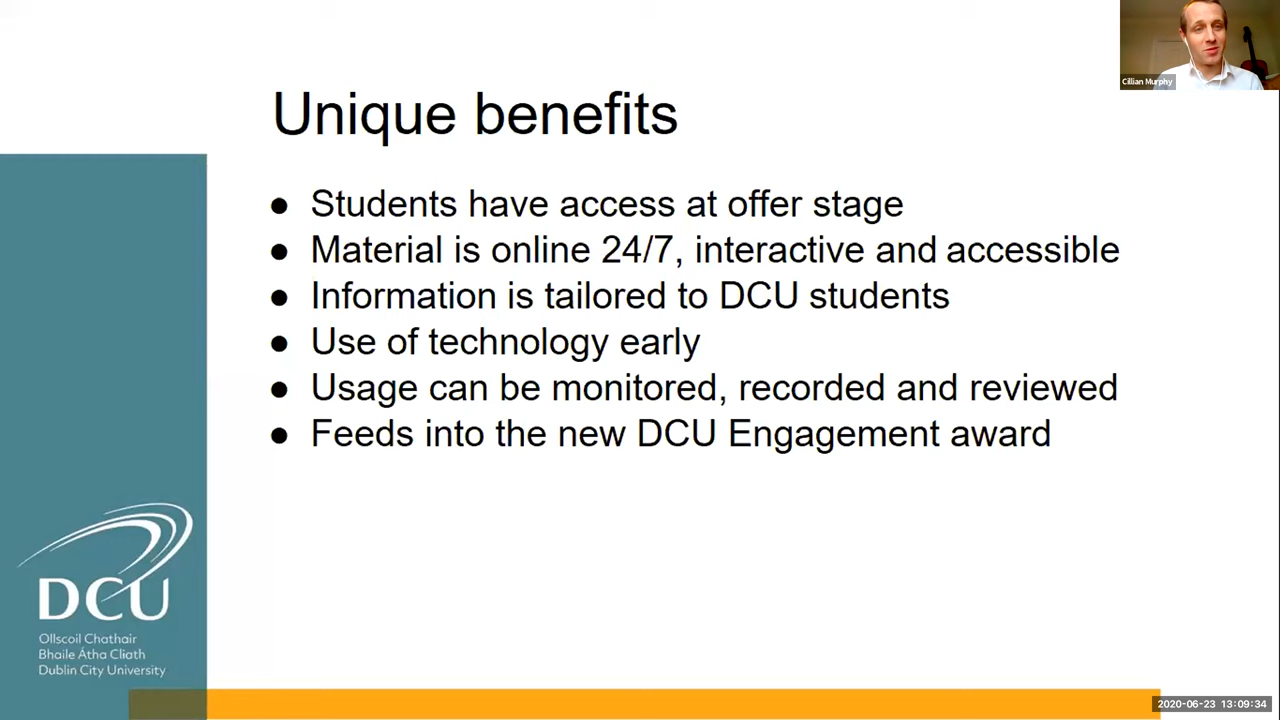 Cillian Murphy
Unique benefits
● Students have access at offer stage
● Material is online 24/7, interactive and accessible
● Information is tailored to DCU students
● Use of technology early
● Usage can be monitored, recorded and reviewed
● Feeds into the new DCU Engagement award
DCU
Ollscoil Chathair
Bhaile Átha Cliath
Dublin City University
2020-06-23 13:09:34